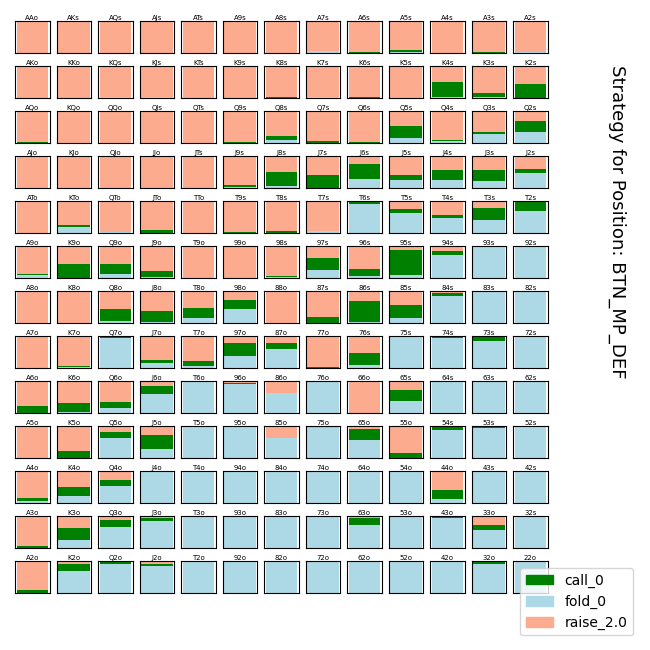 AAo AKs AQs AJs ATs A9s A8s A7s A6s A5s A4s A3s A2s
AKo KKo KQs KJs KTs K9s K8s K7s K6s K5s K4s K3s K2s
AQo KQo QQo QJs QTs Q9s Q8s Q7s Q6s Q5s Q4s Q3s Q2s
AJo KJo QJo JJo JTs J9s J8s J7s J6s J5s J4s J3s J2s
ATo KTo QTo JTo TTo T9s T8s T7s T6s T5s T4s T3s T2s
A9o K9o Q9o J9o T9o 99o 98s 97s 96s 95s 94s 93s 92s
A8o K8o Q8o J8o T8o 98o 88o 87s 86s 85s 84s 83s 82s
A7o K7o Q7o J7o T7o 97o 87o 77o 76s 75s 74s 73s 72s
A6o K6o Q6o J6o T6o 96o 86o 76o 66o 65s 64s 63s 62s
A5o K5o Q5o J5o T5o 95o 85o 75o 65o 55o 54s 53s 52s
A4o K4o Q4o J4o T4o 94o 84o 74o 64o 54o 44o 43s 42s
A3o K3o Q3o J3o T3o 93o 83o 73o 63o 53o 43o 33o 32s
A2o K2o Q2o J2o T2o 92o 82o 72o 62o 52o 42o 32o 22o
Strategy for Position: BTN_MP_DEF
call_0
fold_0
raise_2.0